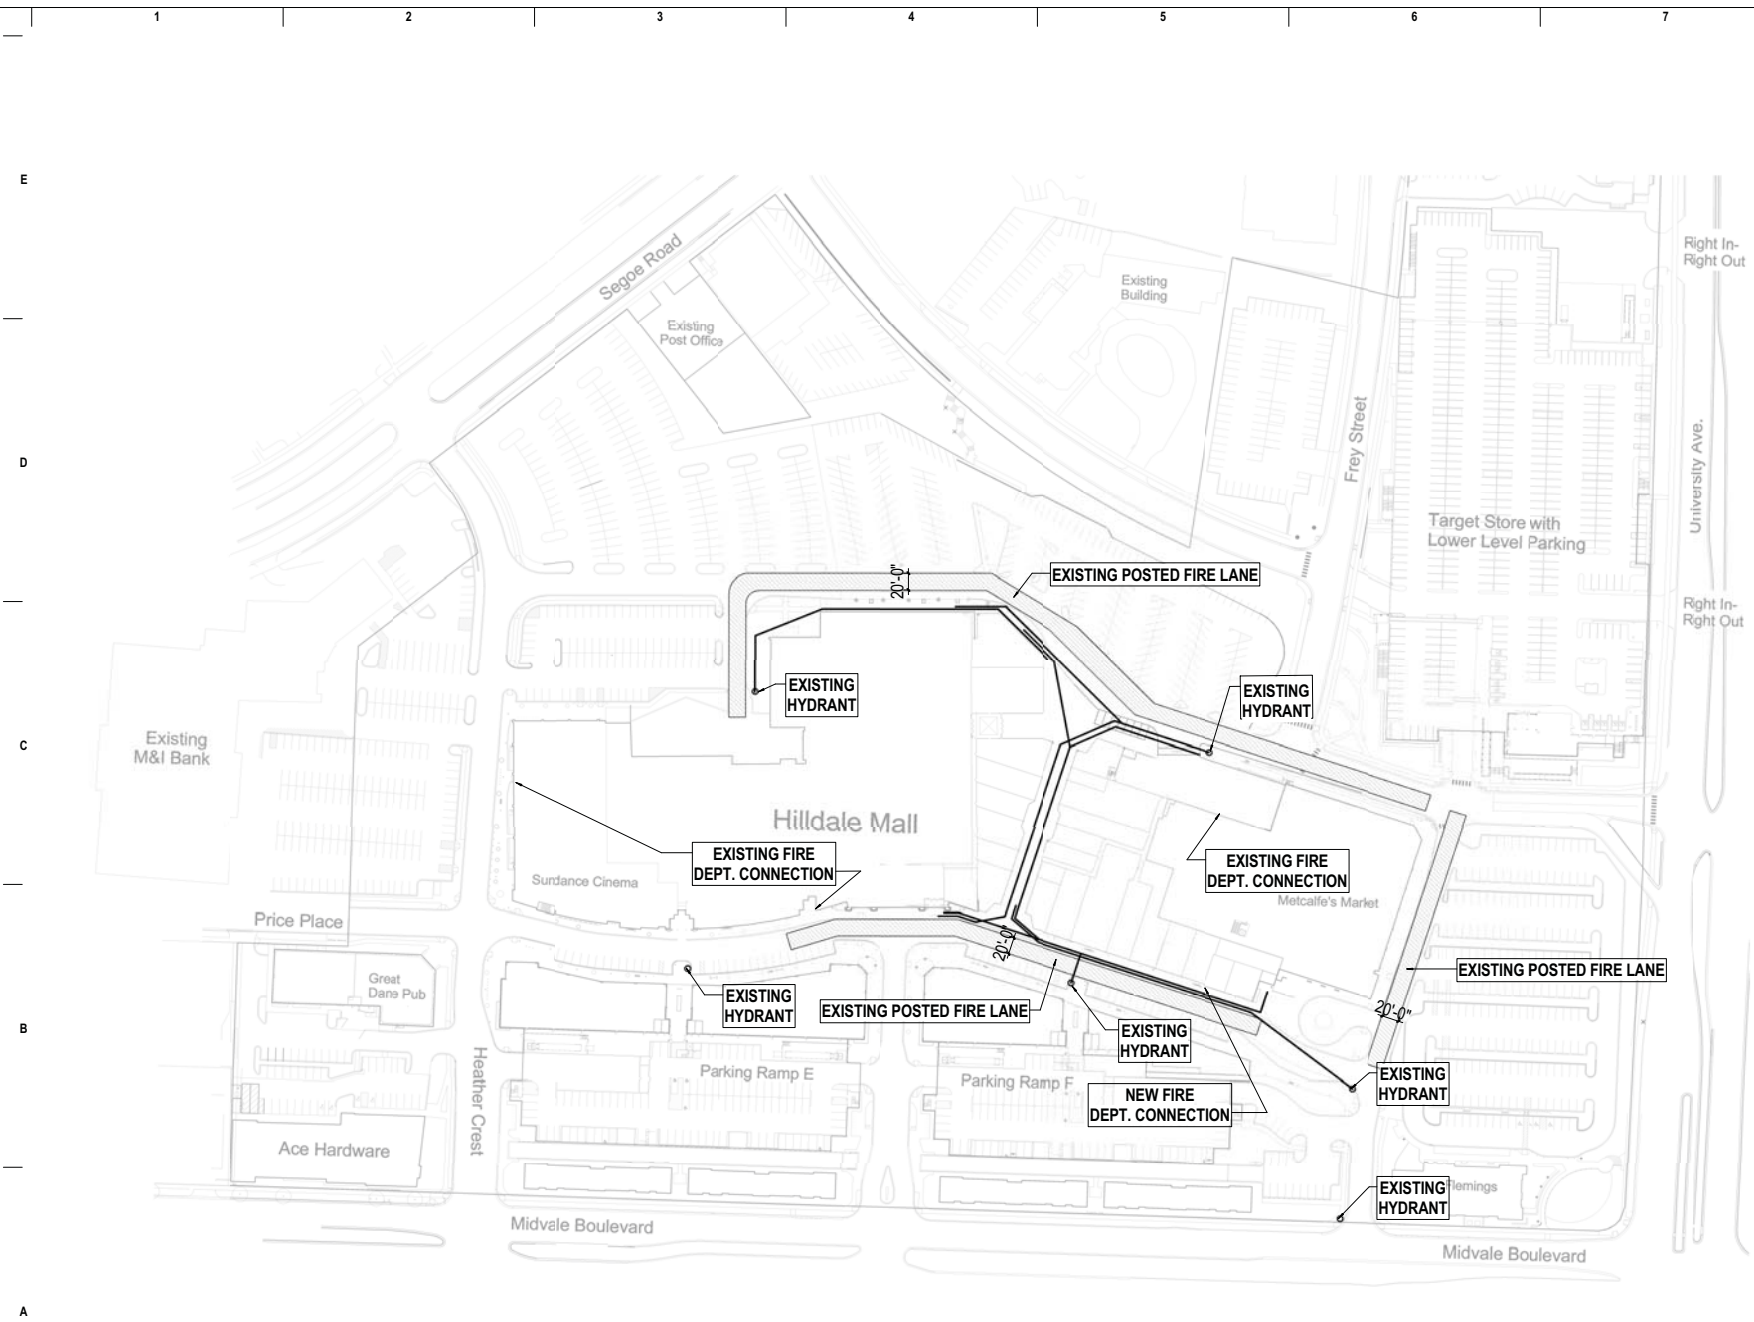 1 2 3 4 5 6 7
E
Segoe Road
Right In-
Right Out
Existing
Building
Existing
Post Office
Frey Street
University Ave.
D
Target Store with
Lower Level Parking
20'-0"
EXISTING POSTED FIRE LANE
Right In-
Right Out
EXISTING
HYDRANT
EXISTING
HYDRANT
C
Existing
M&I Bank
Hilldale Mall
EXISTING FIRE
DEPT. CONNECTION
EXISTING FIRE
DEPT. CONNECTION
Sundance Cinema
Metcalfe's Market
Price Place
20'-0"
EXISTING POSTED FIRE LANE
Great
Dane Pub
EXISTING
HYDRANT
EXISTING POSTED FIRE LANE
20'-0"
B
EXISTING
HYDRANT
Heather Crest
Parking Ramp E
Parking Ramp F
EXISTING
HYDRANT
NEW FIRE
DEPT. CONNECTION
Ace Hardware
EXISTING
HYDRANT
Flemings
Midvale Boulevard
Midvale Boulevard
A